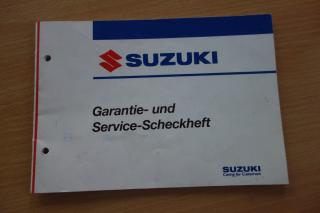 SUZUKI
Garantie- und
Service-Scheckheft
SUZUKI
Caring for Customers